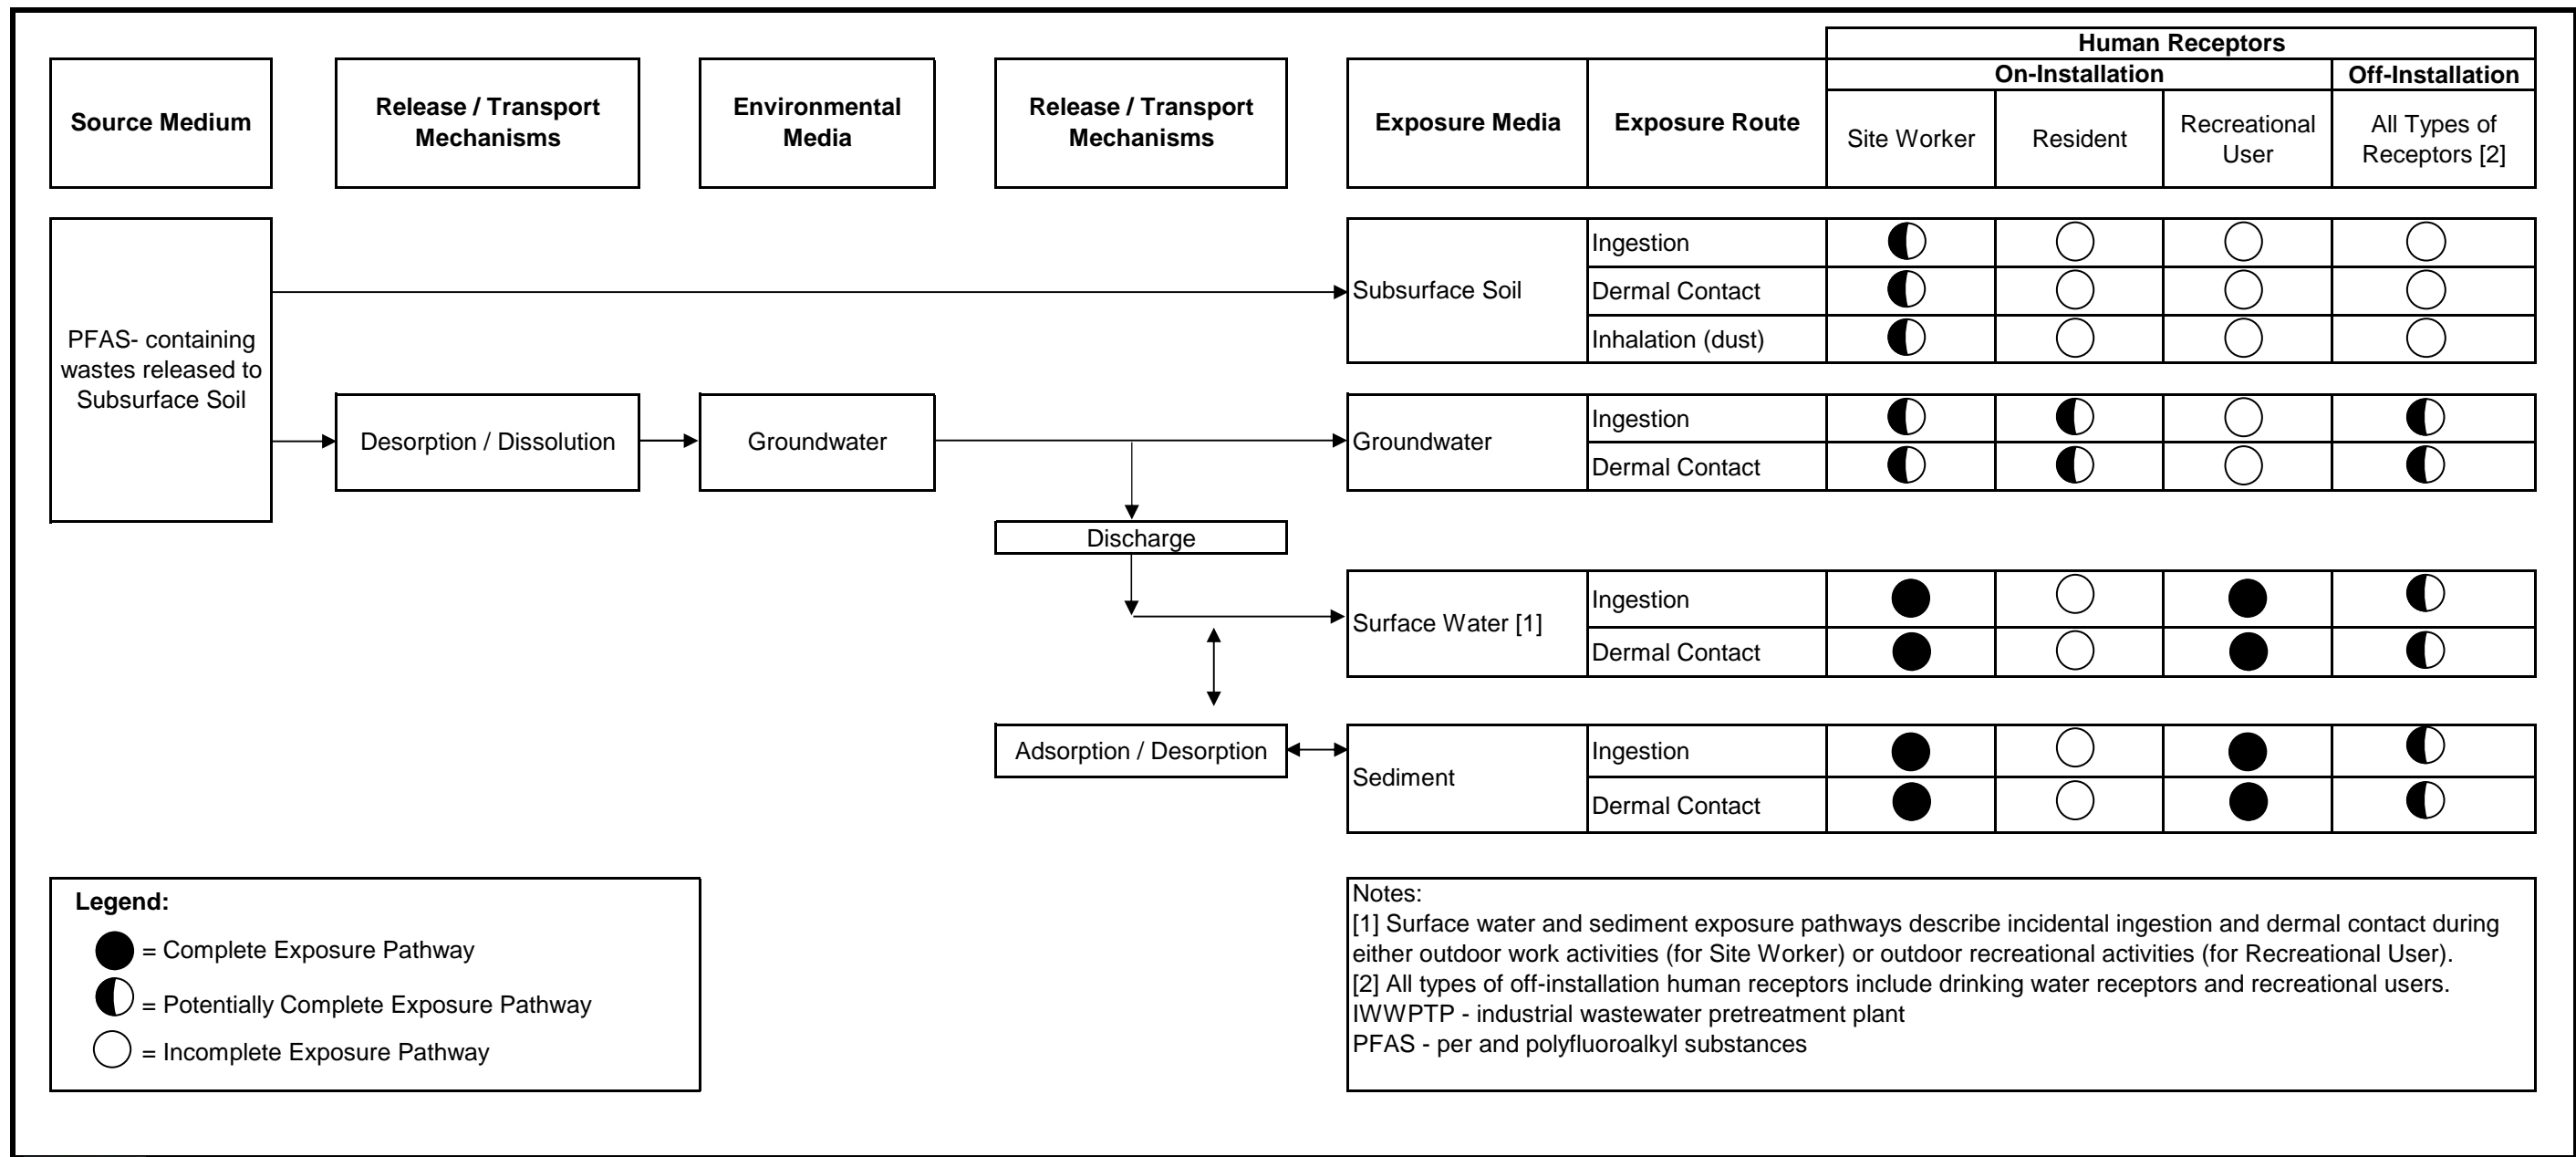 Human Receptors
On-Installation
Off-Installation
Source Medium
Release / Transport
Mechanisms
Environmental
Media
Release / Transport
Mechanisms
Exposure Media
Exposure Route
Site Worker
Resident
Recreational
User
All Types of
Receptors [2]
PFAS- containing
wastes released to
Subsurface Soil
Subsurface Soil
Ingestion
Dermal Contact
Inhalation (dust)
Desorption / Dissolution
Groundwater
Groundwater
Ingestion
Dermal Contact
Discharge
Surface Water [1]
Ingestion
Dermal Contact
Adsorption / Desorption
Sediment
Ingestion
Dermal Contact
Legend:
= Complete Exposure Pathway
= Potentially Complete Exposure Pathway
= Incomplete Exposure Pathway
Notes:
[1] Surface water and sediment exposure pathways describe incidental ingestion and dermal contact during
either outdoor work activities (for Site Worker) or outdoor recreational activities (for Recreational User).
[2] All types of off-installation human receptors include drinking water receptors and recreational users.
IWWPTP - industrial wastewater pretreatment plant
PFAS - per and polyfluoroalkyl substances